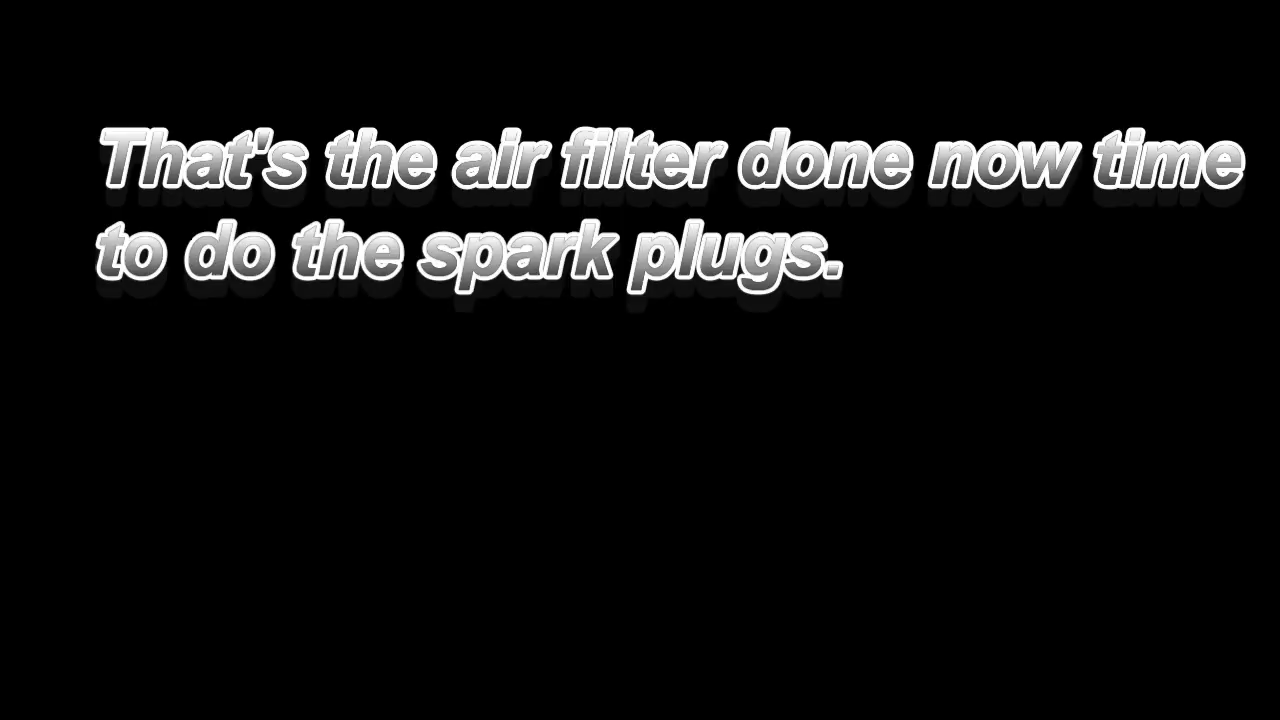 That's the air filter done now time
to do the spark plugs.